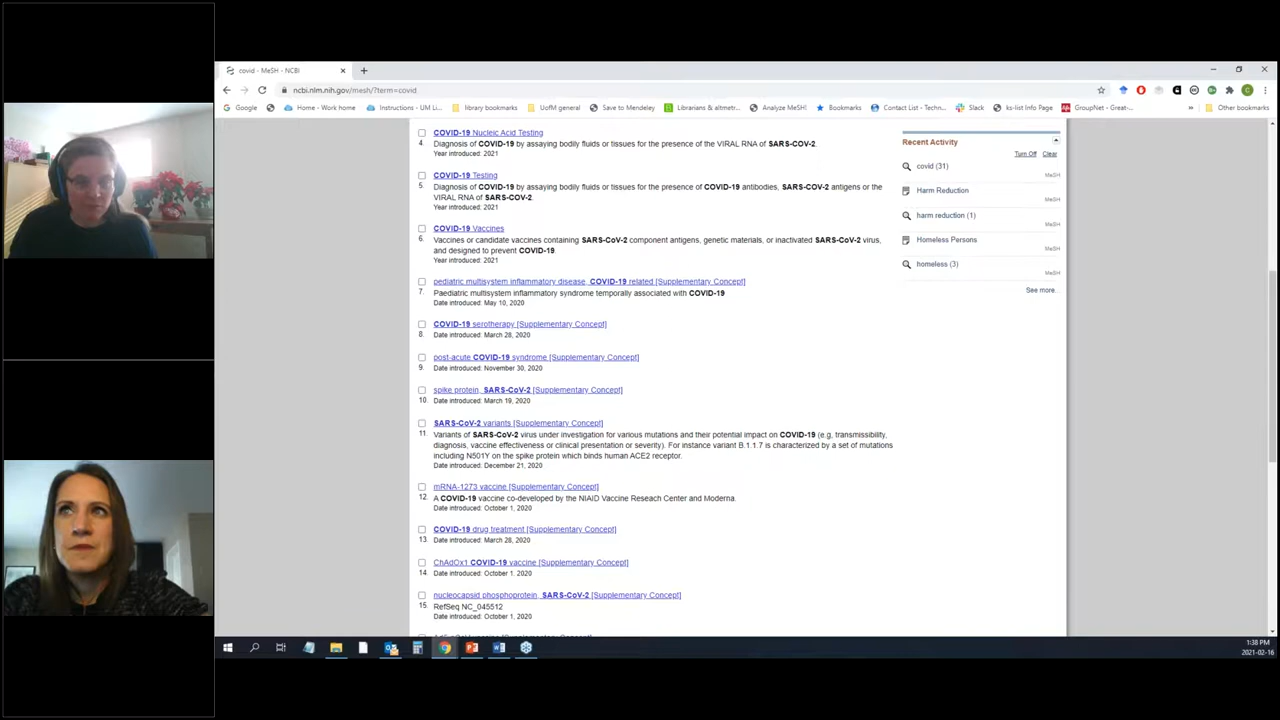 covid - MeSH - NCBI
ncbi.nlm.nih.gov/mesh/?term=covid
Google
Home - Work home
Instructions - UM Li...
library bookmarks
UofM general
Save to Mendeley
Librarians & altmetr...
Analyze MeSH!
Bookmarks
Contact List - Techn...
Slack
ks-list Info Page
GroupNet - Great-...
Other bookmarks
COVID-19 Nucleic Acid Testing
4. Diagnosis of COVID-19 by assaying bodily fluids or tissues for the presence of the VIRAL RNA of SARS-COV-2.
Year introduced: 2021
COVID-19 Testing
5. Diagnosis of COVID-19 by assaying bodily fluids or tissues for the presence of COVID-19 antibodies, SARS-COV-2 antigens or the
VIRAL RNA of SARS-COV-2.
Year introduced: 2021
COVID-19 Vaccines
6. Vaccines or candidate vaccines containing SARS-CoV-2 component antigens, genetic materials, or inactivated SARS-CoV-2 virus,
and designed to prevent COVID-19.
Year introduced: 2021
pediatric multisystem inflammatory disease, COVID-19 related [Supplementary Concept]
7. Paediatric multisystem inflammatory syndrome temporally associated with COVID-19
Date introduced: May 10, 2020
COVID-19 serotherapy [Supplementary Concept]
8. Date introduced: March 28, 2020
post-acute COVID-19 syndrome [Supplementary Concept]
9. Date introduced: November 30, 2020
spike protein, SARS-CoV-2 [Supplementary Concept]
10. Date introduced: March 19, 2020
SARS-CoV-2 variants [Supplementary Concept]
11. Variants of SARS-CoV-2 virus under investigation for various mutations and their potential impact on COVID-19 (e.g, transmissibility,
diagnosis, vaccine effectiveness or clinical presentation or severity). For instance variant B.1.1.7 is characterized by a set of mutations
including N501Y on the spike protein which binds human ACE2 receptor.
Date introduced: December 21, 2020
mRNA-1273 vaccine [Supplementary Concept]
12. A COVID-19 vaccine co-developed by the NIAID Vaccine Reseach Center and Moderna.
Date introduced: October 1, 2020
COVID-19 drug treatment [Supplementary Concept]
13. Date introduced: March 28, 2020
ChAdOx1 COVID-19 vaccine [Supplementary Concept]
14. Date introduced: October 1, 2020
nucleocapsid phosphoprotein, SARS-CoV-2 [Supplementary Concept]
15. RefSeq NC_045512
Date introduced: October 1, 2020
Recent Activity
Turn Off Clear
covid (31)
MeSH
Harm Reduction
MeSH
harm reduction (1)
MeSH
Homeless Persons
MeSH
homeless (3)
MeSH
See more...
1:38 PM
2021-02-16